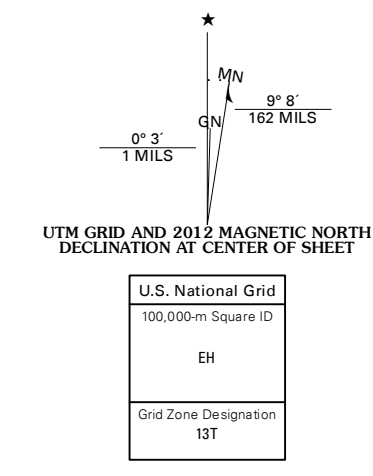 ★
MN
GN
9° 8´
162 MILS
0° 3´
1 MILS
UTM GRID AND 2012 MAGNETIC NORTH
DECLINATION AT CENTER OF SHEET
U.S. National Grid
100,000-m Square ID
EH
Grid Zone Designation
13T